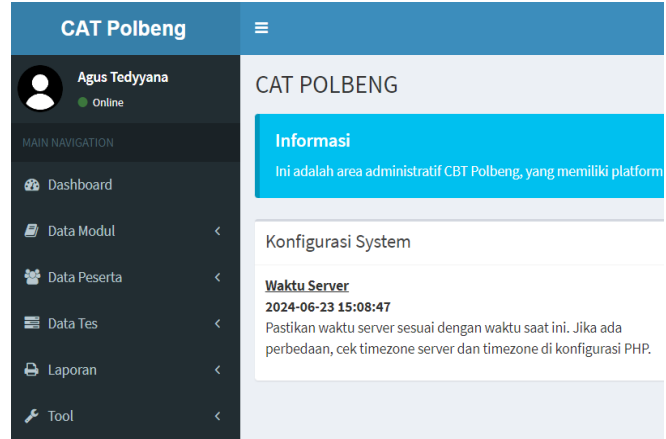 CAT Polbeng
Agus Tedyyana
Online
MAIN NAVIGATION
Dashboard
Data Modul
Data Peserta
Data Tes
Laporan
Tool
CAT POLBENG
Informasi
Ini adalah area administratif CBT Polbeng, yang memiliki platform
Konfigurasi System
Waktu Server
2024-06-23 15:08:47
Pastikan waktu server sesuai dengan waktu saat ini. Jika ada
perbedaan, cek timezone server dan timezone di konfigurasi PHP.